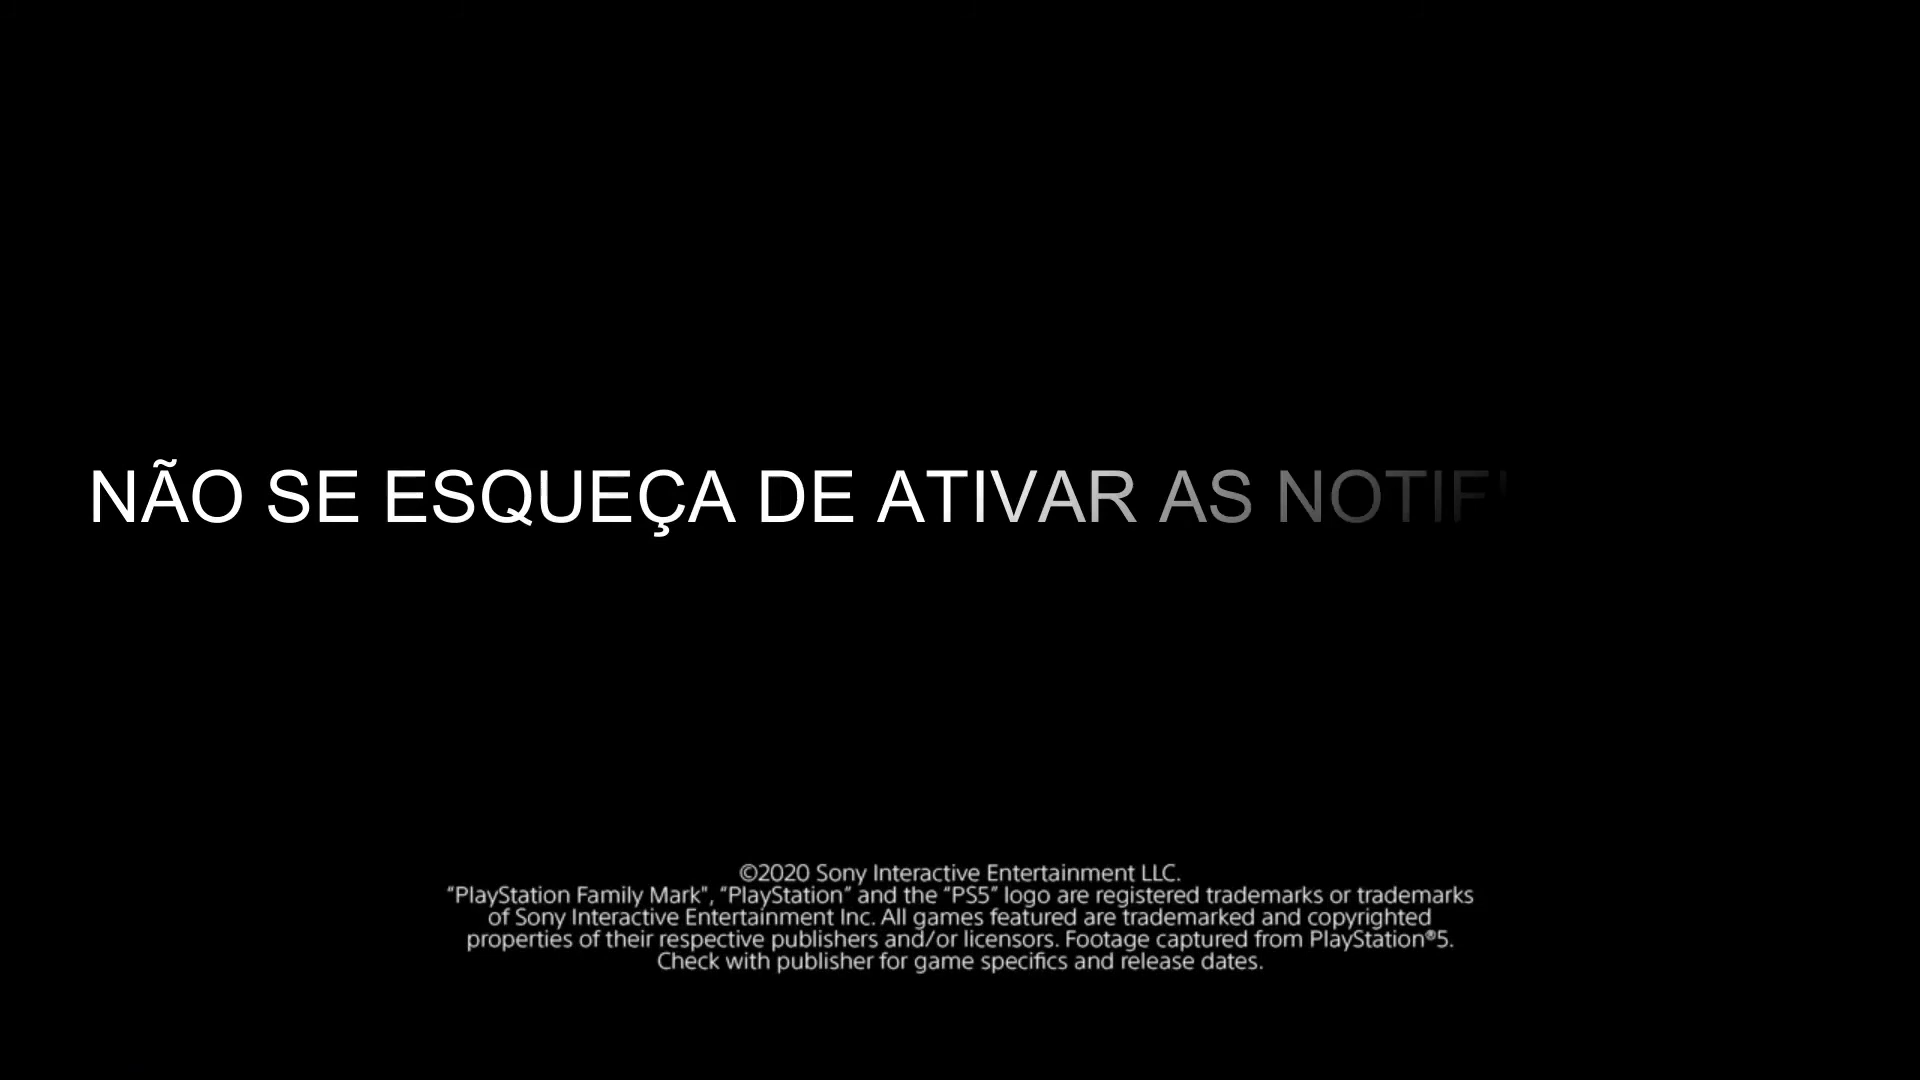 NÃO SE ESQUEÇA DE ATIVAR AS
©2020 Sony Interactive Entertainment LLC.
“PlayStation Family Mark", “PlayStation” and the “PS5” logo are registered trademarks or trademarks
of Sony Interactive Entertainment Inc. All games featured are trademarked and copyrighted
properties of their respective publishers and/or licensors. Footage captured from PlayStation®5.
Check with publisher for game specifics and release dates.